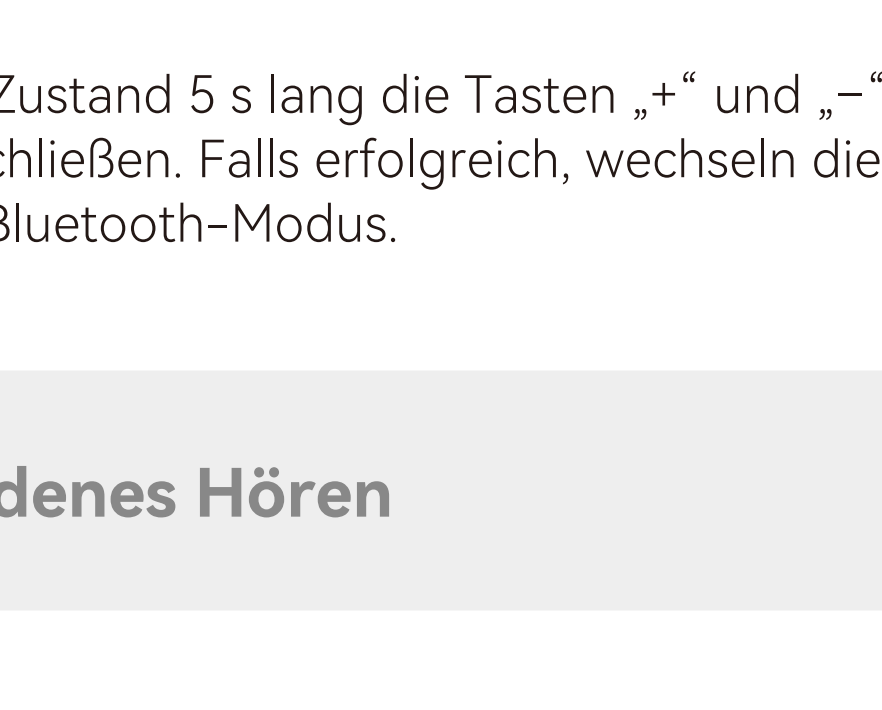 Zustand 5 s lang die Tasten „+“ und „–“
chließen. Falls erfolgreich, wechseln die
Bluetooth-Modus.
denes Hören